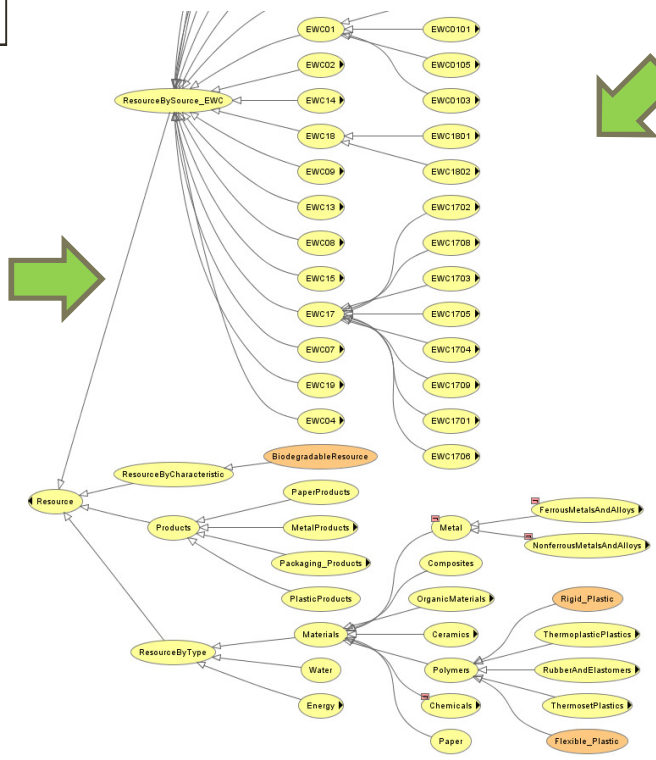 EWC01
EWC0101
EWC02
EWC0105
ResourceBySource_EWC
EWC14
EWC0103
EWC18
EWC1801
EWC09
EWC1802
EWC13
EWC1702
EWC08
EWC1708
EWC15
EWC1703
EWC17
EWC1705
EWC07
EWC1704
EWC19
EWC1709
EWC04
EWC1701
BiodegradableResource
EWC1706
ResourceByCharacteristic
PaperProducts
Resource
FerrousMetalsAndAlloys
Products
MetalProducts
Metal
NonferrousMetalsAndAlloys
Packaging_Products
Composites
PlasticProducts
OrganicMaterials
Rigid_Plastic
Materials
Ceramics
ThermoplasticPlastics
ResourceByType
Water
Polymers
RubberAndElastomers
Energy
Chemicals
ThermosetPlastics
Paper
Flexible_Plastic